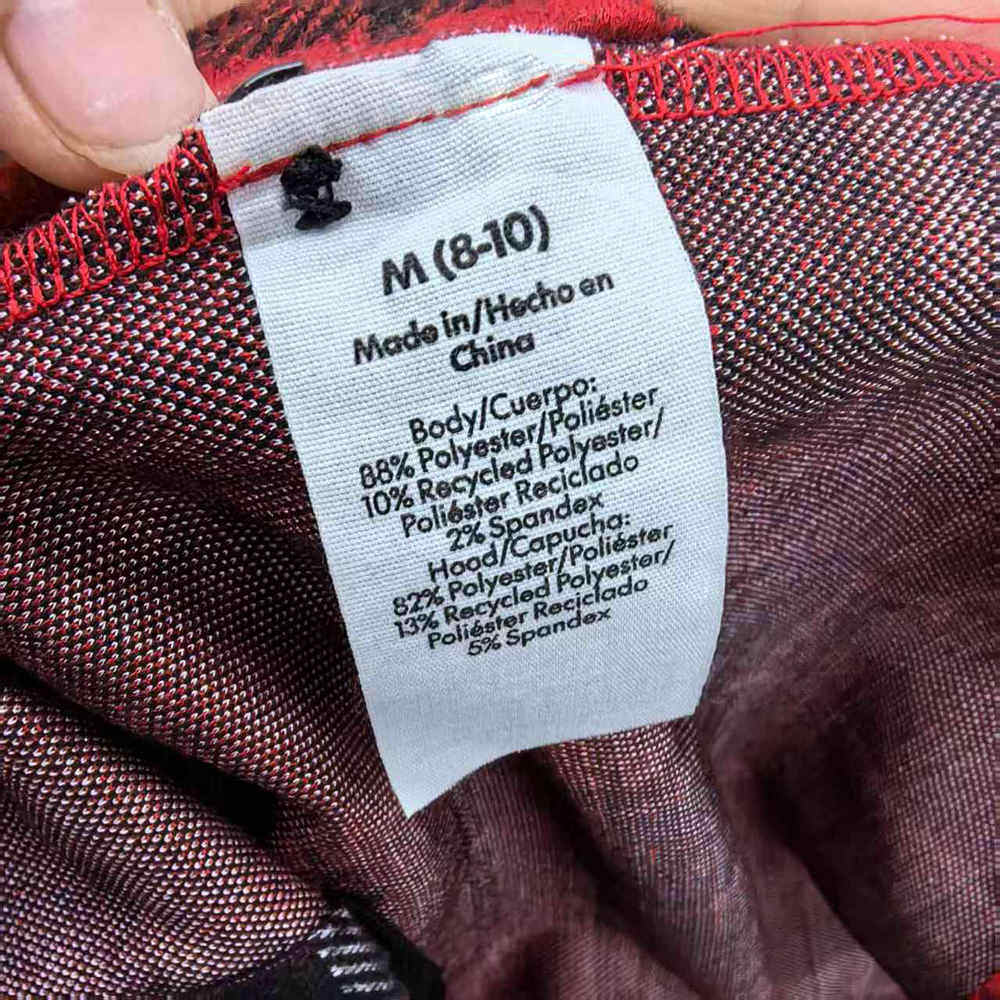 M (8-10)
Made in/Hecho en
China
Body/Cuerpo:
88% Polyester/Poliéster
10% Recycled Polyester/
Poliéster Reciclado
2% Spandex
Hood/Capucha:
82% Polyester/Poliéster
13% Recycled Polyester/
Poliéster Reciclado
5% Spandex